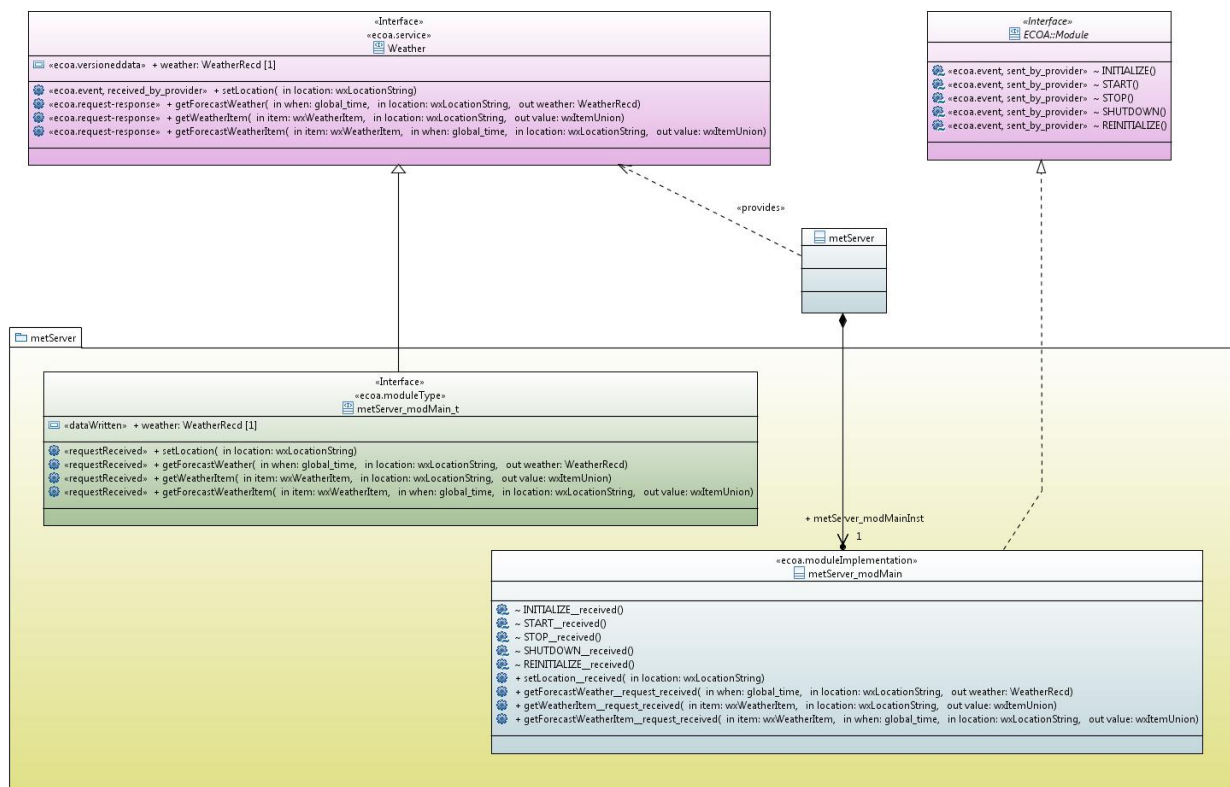 «Interface»
«ecoa.service»
Weather
«ecoa.versioneddata» + weather: WeatherRecd [1]
«ecoa.event, received_by_provider» + setLocation( in location: wxLocationString)
«ecoa.request-response» + getForecastWeather( in when: global_time, in location: wxLocationString, out weather: WeatherRecd)
«ecoa.request-response» + getWeatherItem( in item: wxWeatherItem, in location: wxLocationString, out value: wxItemUnion)
«ecoa.request-response» + getForecastWeatherItem( in item: wxWeatherItem, in when: global_time, in location: wxLocationString, out value: wxItemUnion)
«Interface»
ECOA::Module
«ecoa.event, sent_by_provider» ~ INITIALIZE()
«ecoa.event, sent_by_provider» ~ START()
«ecoa.event, sent_by_provider» ~ STOP()
«ecoa.event, sent_by_provider» ~ SHUTDOWN()
«ecoa.event, sent_by_provider» ~ REINITIALIZE()
«provides»
metServer
metServer
«Interface»
«ecoa.moduleType»
metServer_modMain_t
«dataWritten» + weather: WeatherRecd [1]
«requestReceived» + setLocation( in location: wxLocationString)
«requestReceived» + getForecastWeather( in when: global_time, in location: wxLocationString, out weather: WeatherRecd)
«requestReceived» + getWeatherItem( in item: wxWeatherItem, in location: wxLocationString, out value: wxItemUnion)
«requestReceived» + getForecastWeatherItem( in item: wxWeatherItem, in when: global_time, in location: wxLocationString, out value: wxItemUnion)
+ metServer_modMainInst
1
«ecoa.moduleImplementation»
metServer_modMain
~ INITIALIZE__received()
~ START__received()
~ STOP__received()
~ SHUTDOWN__received()
~ REINITIALIZE__received()
+ setLocation__received( in location: wxLocationString)
+ getForecastWeather__request_received( in when: global_time, in location: wxLocationString, out weather: WeatherRecd)
+ getWeatherItem__request_received( in item: wxWeatherItem, in location: wxLocationString, out value: wxItemUnion)
+ getForecastWeatherItem__request_received( in item: wxWeatherItem, in when: global_time, in location: wxLocationString, out value: wxItemUnion)